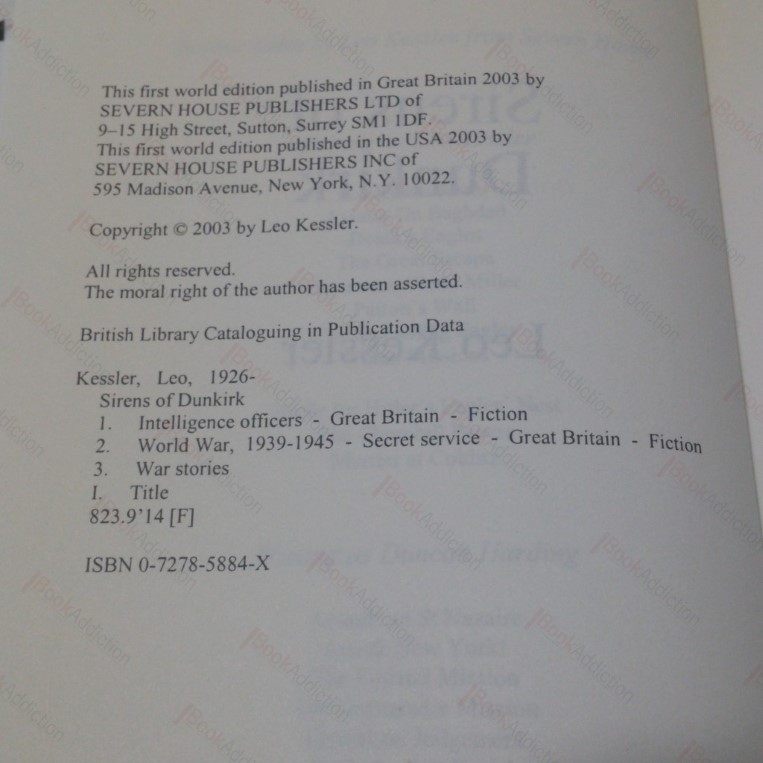 This first world edition published in Great Britain 2003 by
SEVERN HOUSE PUBLISHERS LTD of
9–15 High Street, Sutton, Surrey SM1 1DF.
This first world edition published in the USA 2003 by
SEVERN HOUSE PUBLISHERS INC of
595 Madison Avenue, New York, N.Y. 10022.
Copyright © 2003 by Leo Kessler.
All rights reserved.
The moral right of the author has been asserted.
British Library Cataloguing in Publication Data
Kessler, Leo, 1926-
Sirens of Dunkirk
1. Intelligence officers - Great Britain - Fiction
2. World War, 1939-1945 - Secret service - Great Britain - Fiction
3. War stories
I. Title
823.9'14 [F]
ISBN 0-7278-5884-X
BookAddiction